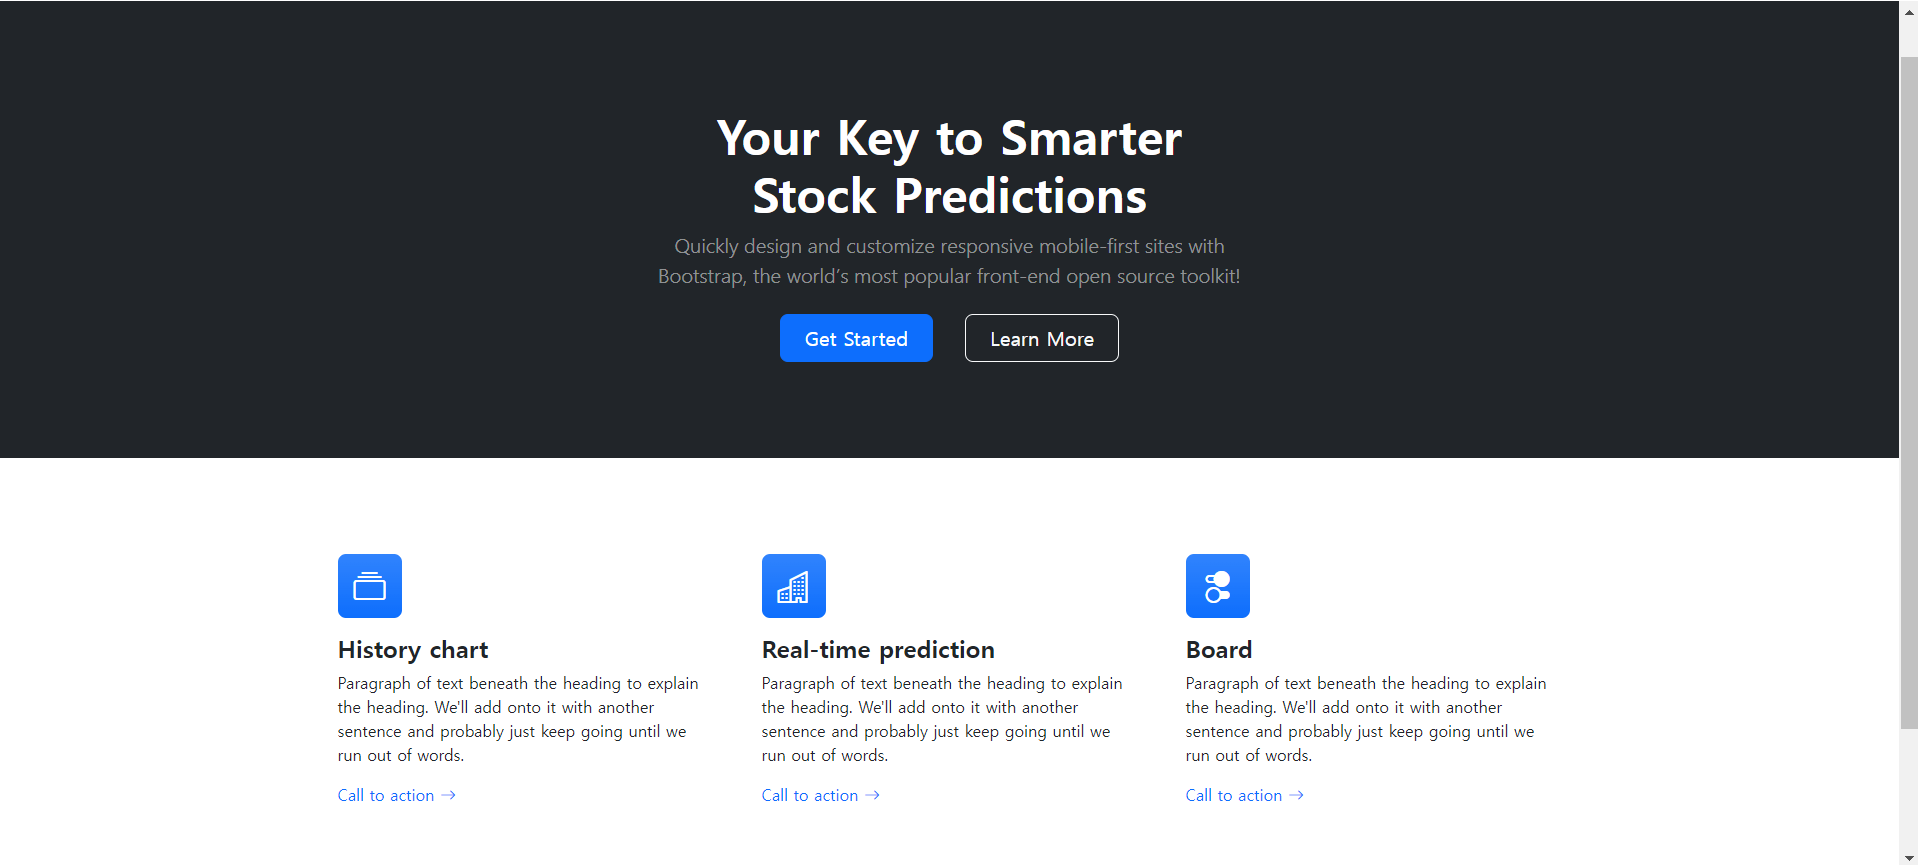 Your Key to Smarter
Stock Predictions
Quickly design and customize responsive mobile-first sites with
Bootstrap, the world’s most popular front-end open source toolkit!
Get Started
Learn More
History chart
Paragraph of text beneath the heading to explain
the heading. We'll add onto it with another
sentence and probably just keep going until we
run out of words.
Call to action →
Real-time prediction
Paragraph of text beneath the heading to explain
the heading. We'll add onto it with another
sentence and probably just keep going until we
run out of words.
Call to action →
Board
Paragraph of text beneath the heading to explain
the heading. We'll add onto it with another
sentence and probably just keep going until we
run out of words.
Call to action →